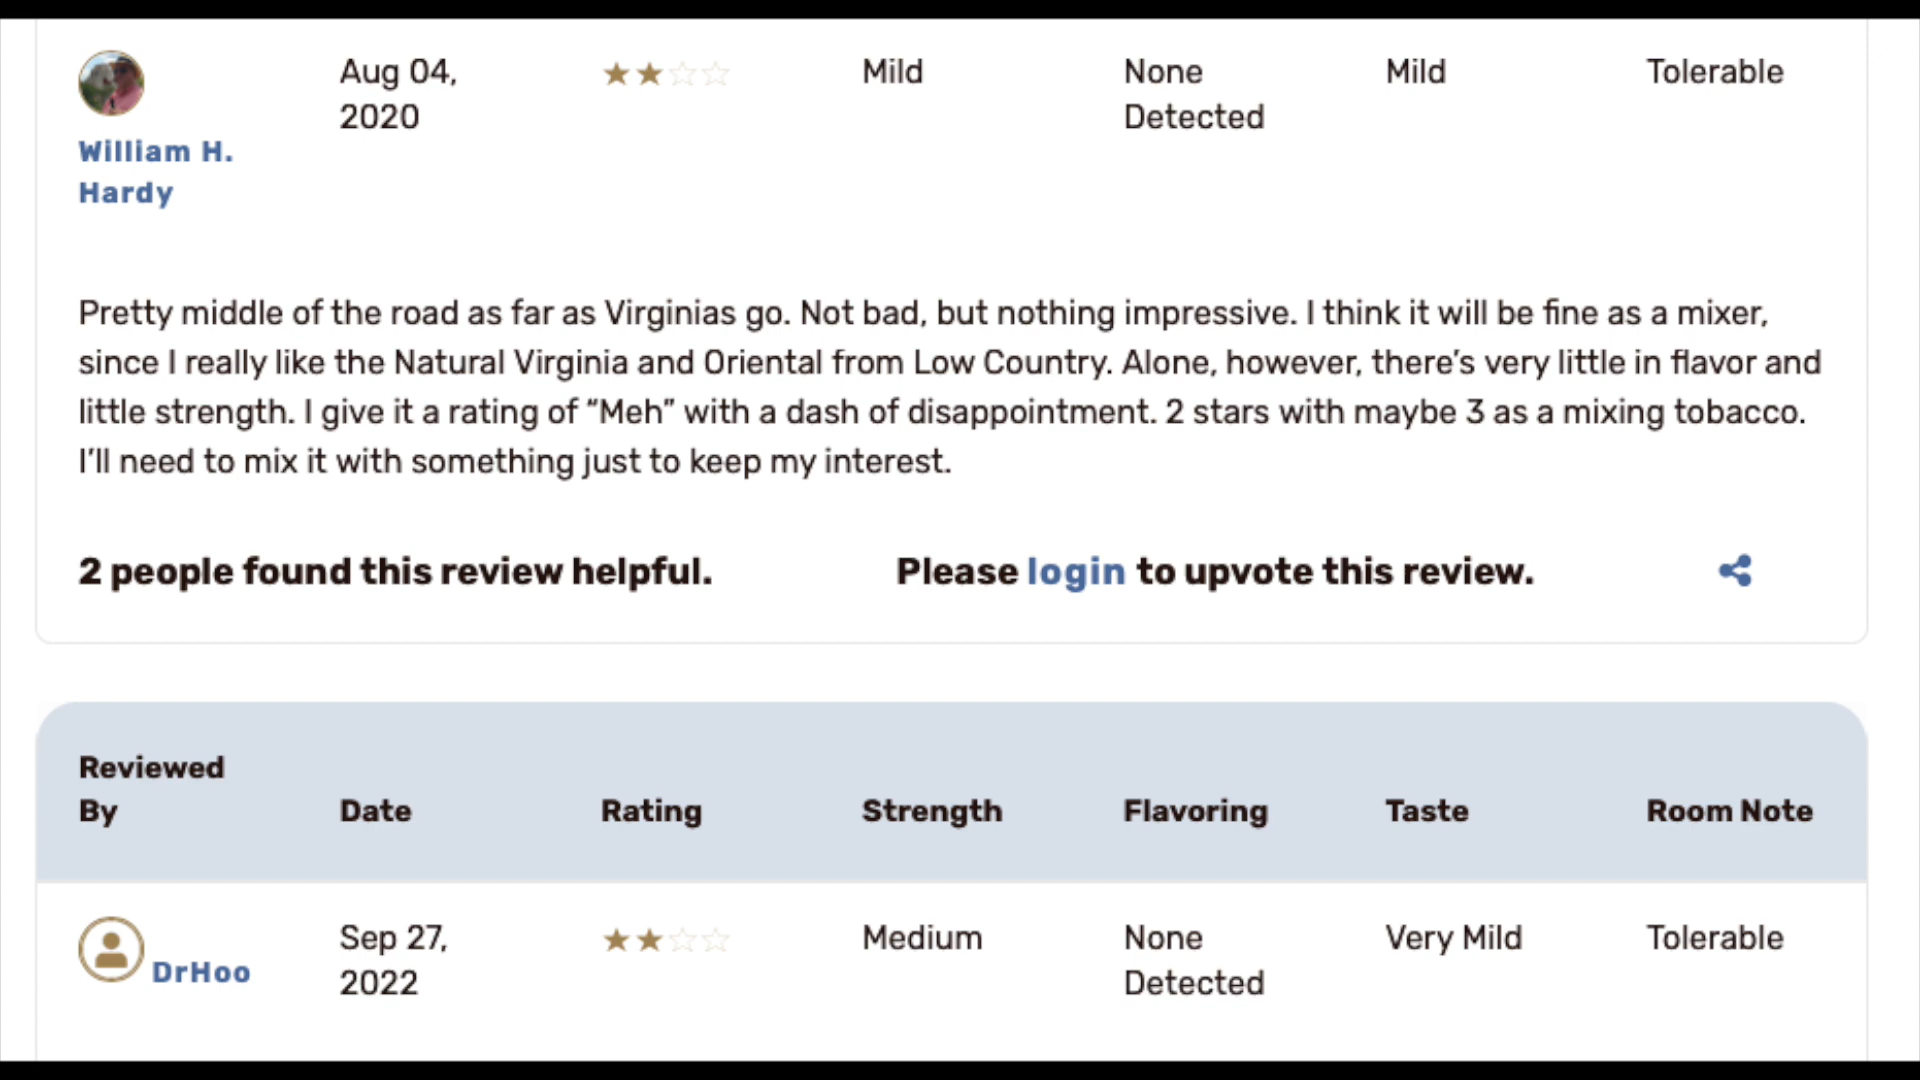 Aug 04, Mild None Mild Tolerable
2020 Detected
William H.
Hardy
Pretty middle of the road as far as Virginias go. Not bad, but nothing impressive. I think it will be fine as a mixer,
since I really like the Natural Virginia and Oriental from Low Country. Alone, however, there’s very little in flavor and
little strength. I give it a rating of “Meh” with a dash of disappointment. 2 stars with maybe 3 as a mixing tobacco.
I’ll need to mix it with something just to keep my interest.
2 people found this review helpful. Please login to upvote this review.
Reviewed
By Date Rating Strength Flavoring Taste Room Note
Sep 27, Medium None Very Mild Tolerable
DrHoo 2022 Detected